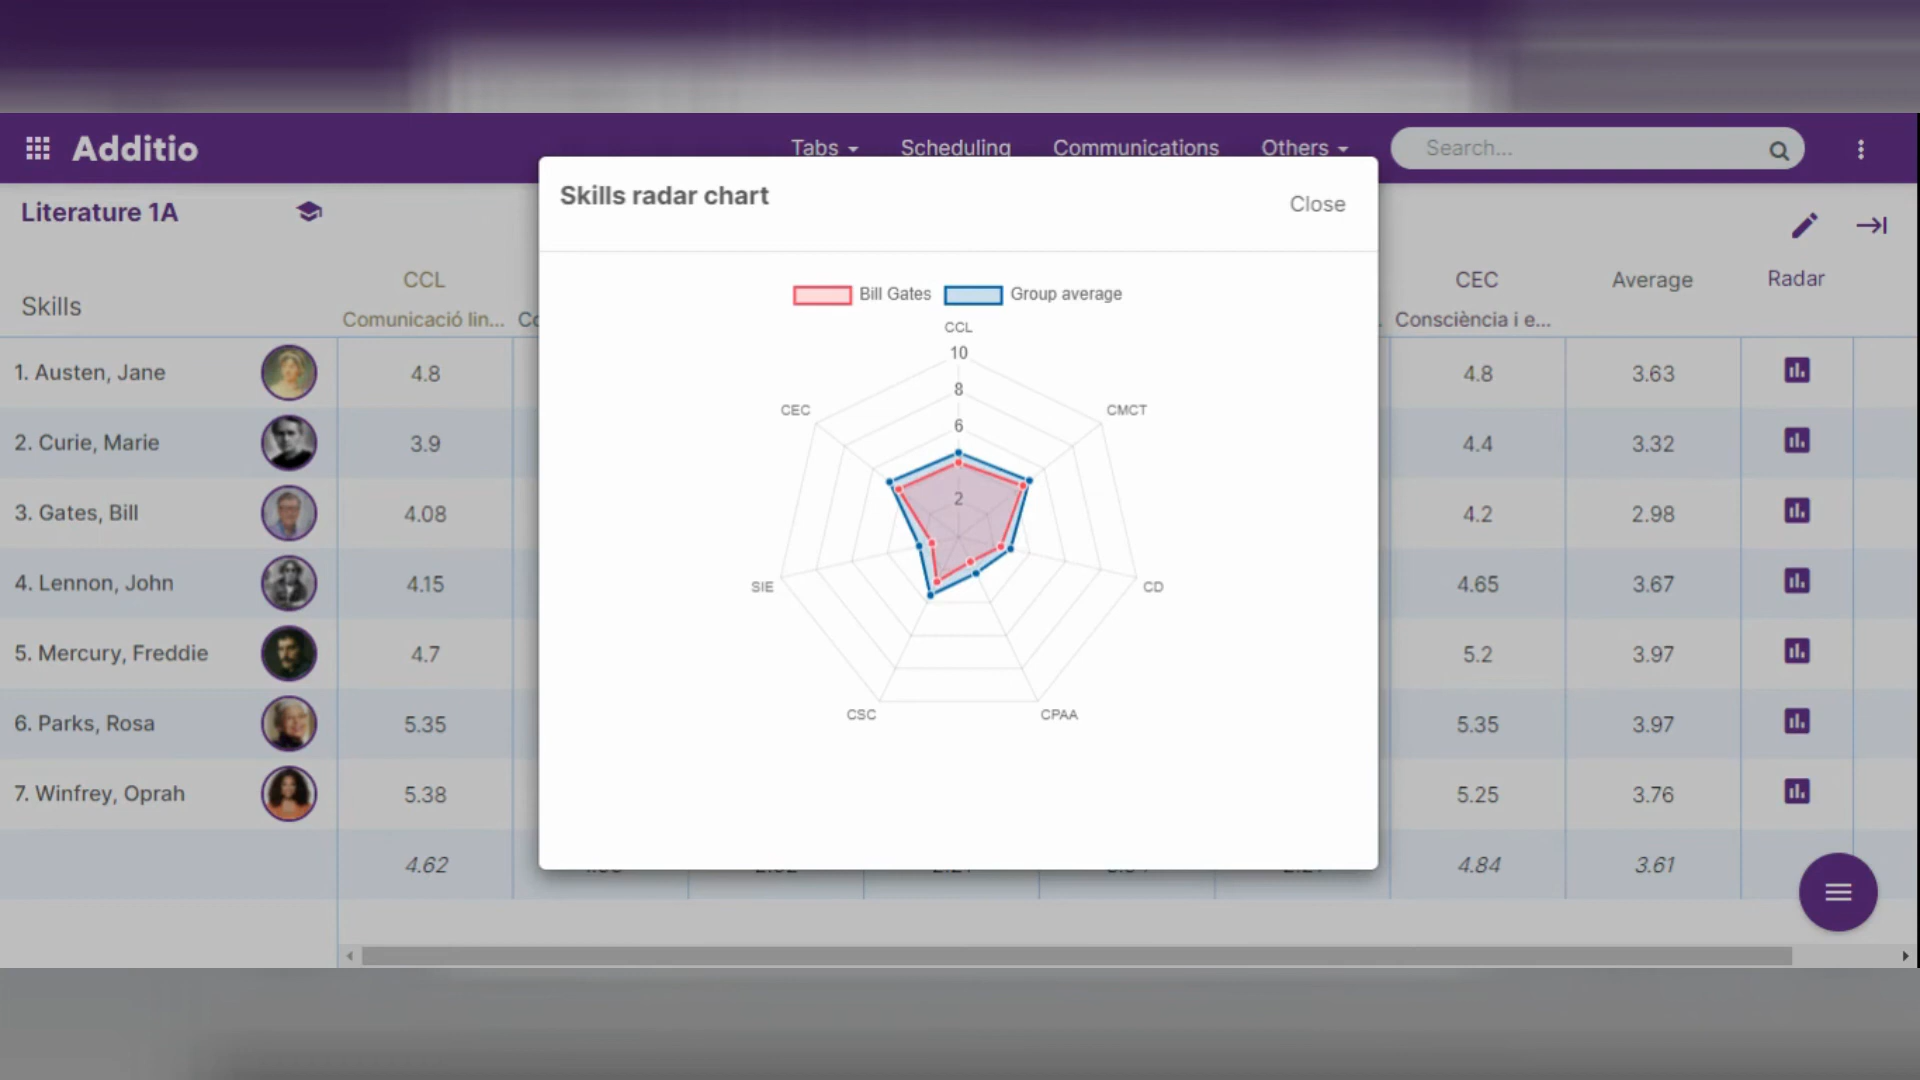 Additio
Tabs
Scheduling
Communications
Others
Search...
Skills radar chart
Close
Literature 1A
Skills
CCL
Comunicació lin...
CEC
Consciència i e...
Average
Radar
Bill Gates
Group average
CCL
10
8
6
2
CMCT
CD
CPAA
CSC
SIE
CEC
1. Austen, Jane 4.8 4.8 3.63
2. Curie, Marie 3.9 4.4 3.32
3. Gates, Bill 4.08 4.2 2.98
4. Lennon, John 4.15 4.65 3.67
5. Mercury, Freddie 4.7 5.2 3.97
6. Parks, Rosa 5.35 5.35 3.97
7. Winfrey, Oprah 5.38 5.25 3.76
4.62 4.84 3.61